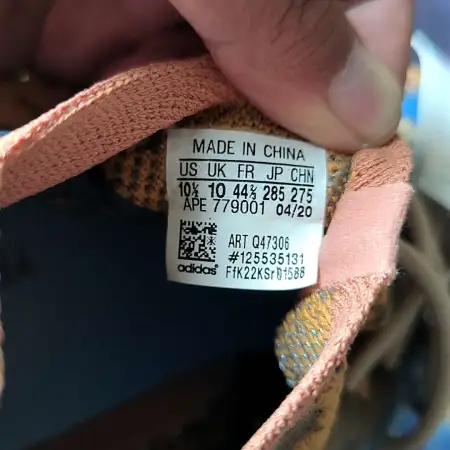 MADE IN CHINA
US UK FR JP CHN
10½ 10 44⅔ 285 275
APE 779001 04/20
ART Q47306
#125535131
adidas FfK22KSr01588